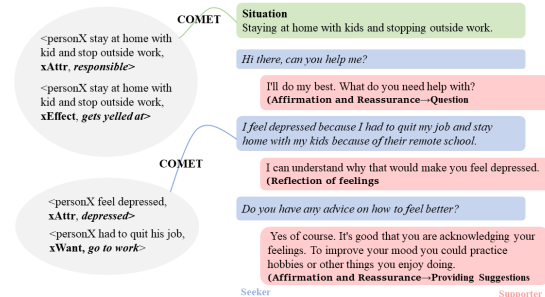 COMET
<personX stay at home with
kid and stop outside work,
xAttr, responsible>
<personX stay at home with
kid and stop outside work,
xEffect, gets yelled at>
COMET
<personX feel depressed,
xAttr, depressed>
<personX had to quit his job,
xWant, go to work>
Situation
Staying at home with kids and stopping outside work.
Hi there, can you help me?
I'll do my best. What do you need help with?
(Affirmation and Reassurance→Question
I feel depressed because I had to quit my job and stay
home with my kids because of their remote school.
I can understand why that would make you feel depressed.
(Reflection of feelings
Do you have any advice on how to feel better?
Yes of course. It's good that you are acknowledging your
feelings. To improve your mood you could practice
hobbies or other things you enjoy doing.
(Affirmation and Reassurance→Providing Suggestions
Seeker
Supporter